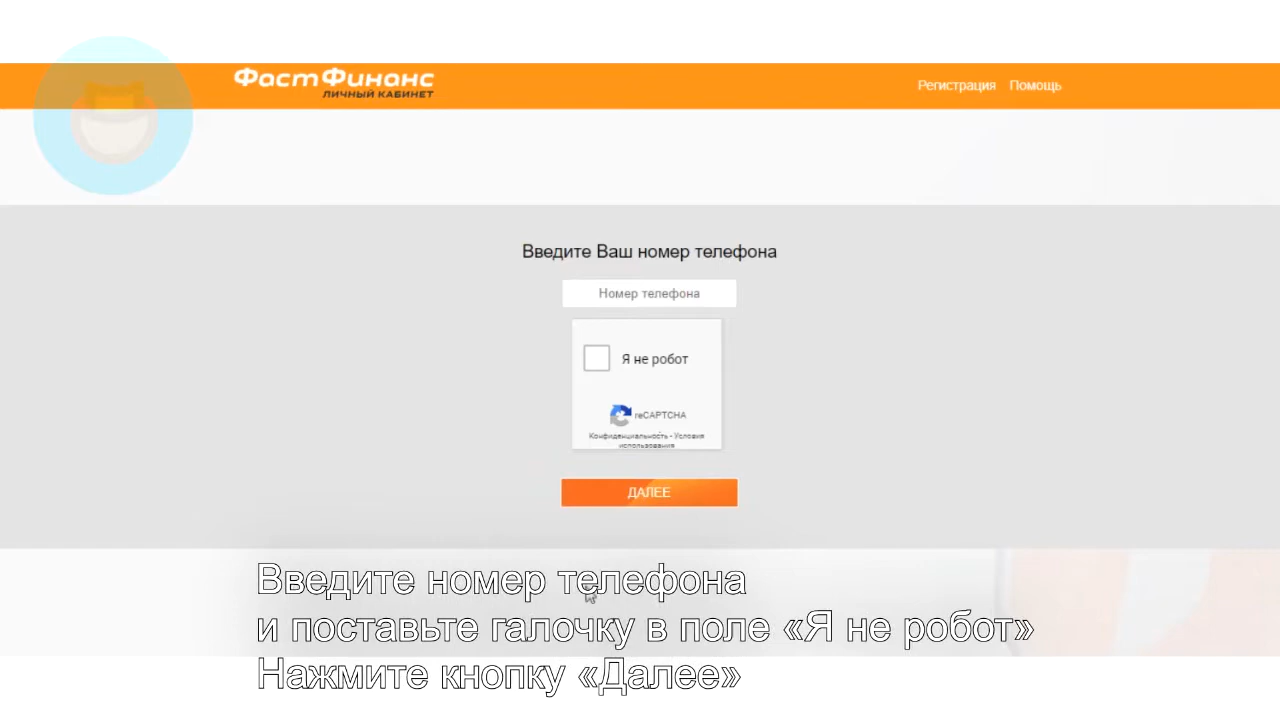 ФастФинанс
ЛИЧНЫЙ КАБИНЕТ
Регистрация Помощь
Введите Ваш номер телефона
Номер телефона
Я не робот
reCAPTCHA
Конфиденциальность - Условия
использования
ДАЛЕЕ
Введите номер телефона
и поставьте галочку в поле «Я не робот»
Нажмите кнопку «Далее»